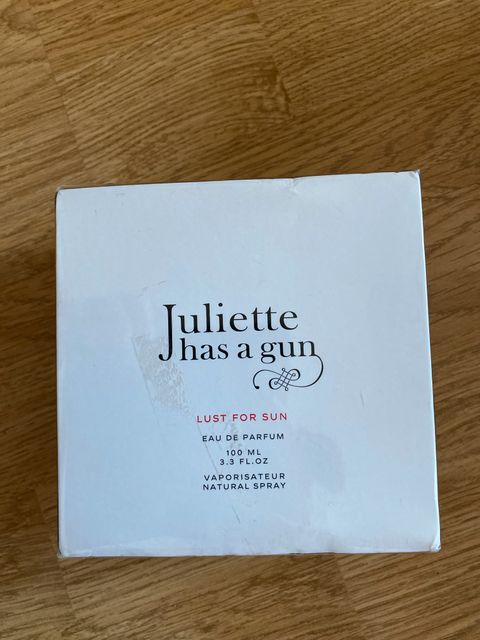 Juliette
has a gun
LUST FOR SUN
EAU DE PARFUM
100 ML
3.3 FL.OZ
VAPORISATEUR
NATURAL SPRAY